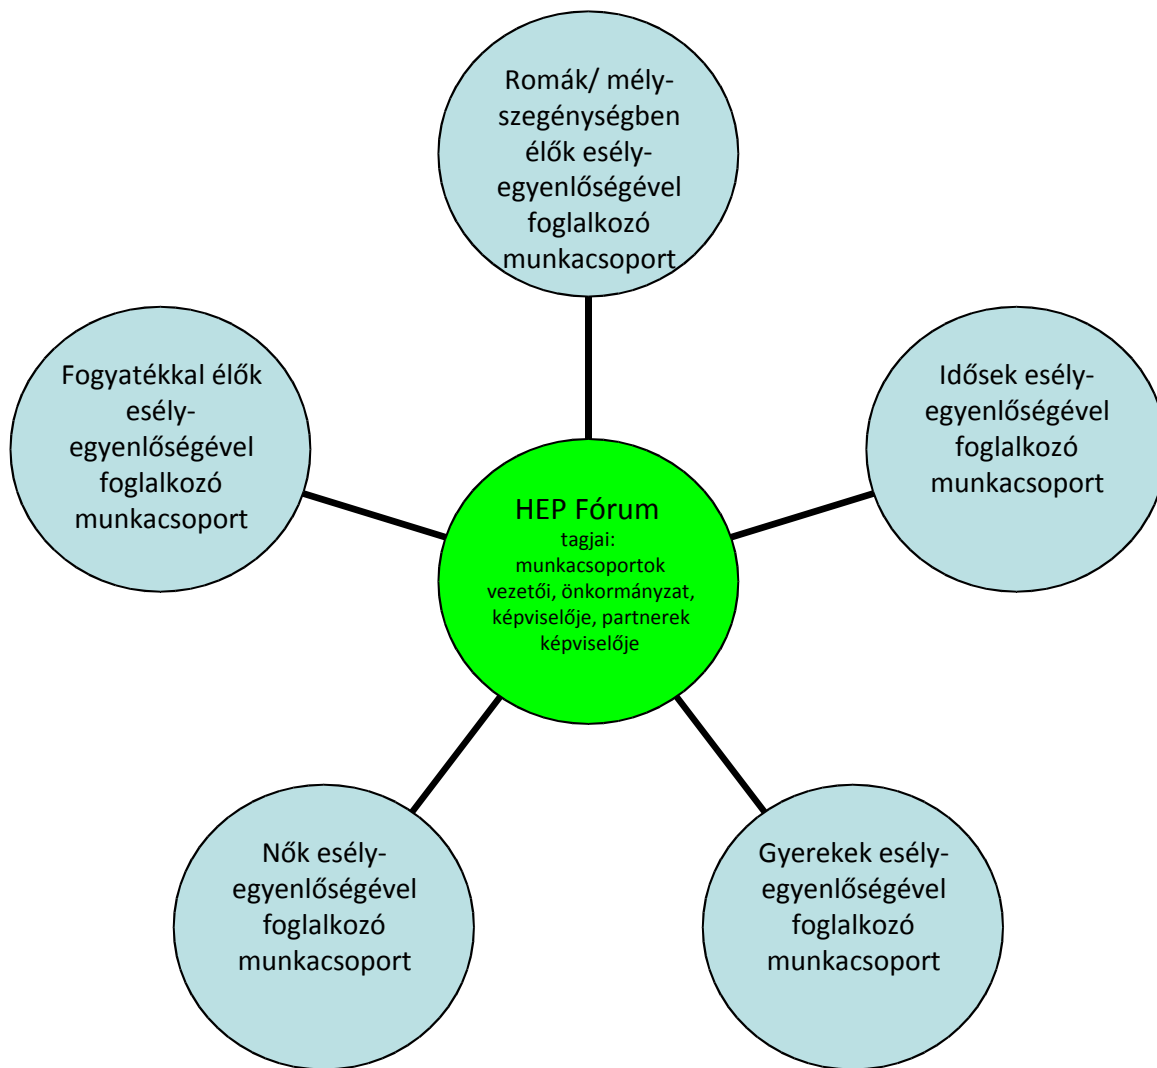 Romák/ mély-
szegénységben
élők esély-
egyenlőségével
foglalkozó
munkacsoport
Fogyatékkal élők
esély-
egyenlőségével
foglalkozó
munkacsoport
Idősek esély-
egyenlőségével
foglalkozó
munkacsoport
HEP Fórum
tagjai:
munkacsoportok
vezetői, önkormányzat,
képviselője, partnerek
képviselője
Nők esély-
egyenlőségével
foglalkozó
munkacsoport
Gyerekek esély-
egyenlőségével
foglalkozó
munkacsoport